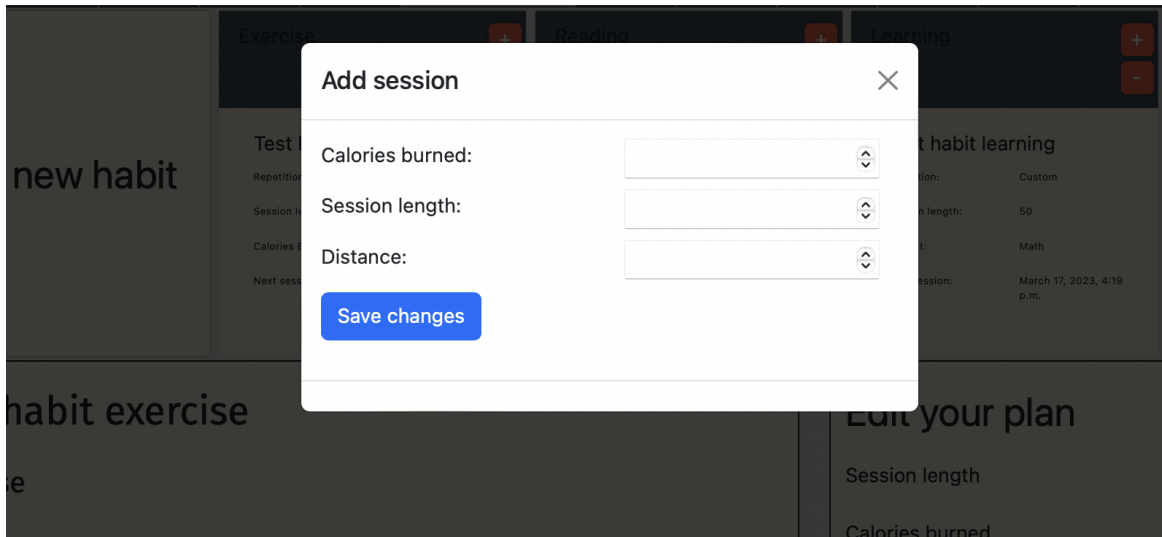 Exercise
+
Reading
+
Learning
+
-
Add session
Calories burned:
Session length:
Distance:
Save changes
new habit
Test
Repetition
Session le
Calories B
Next sess
t habit learning
tion:
Custom
n length:
50
t:
Math
ession:
March 17, 2023, 4:19
p.m.
habit exercise
se
Edit your plan
Session length
Calories burned